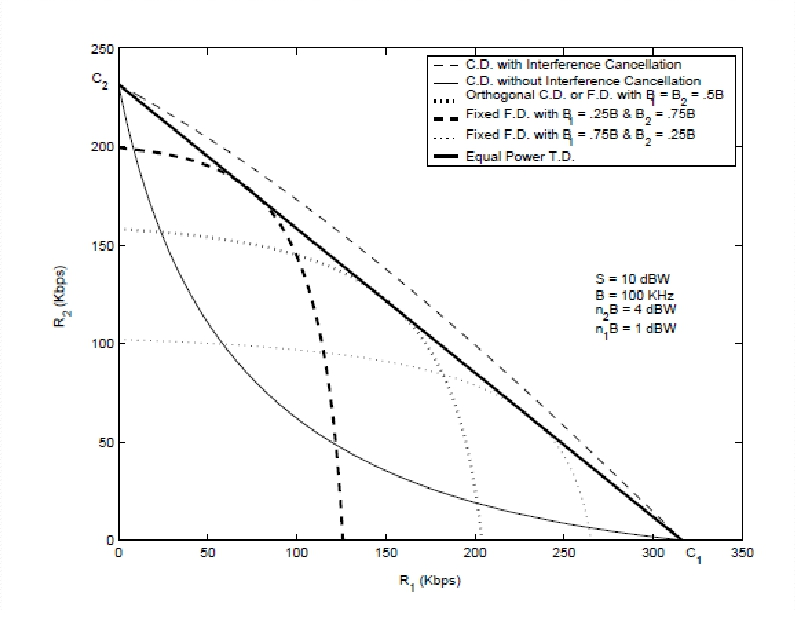 250
C2
200
150
100
50
0
R2 (Kbps)
C.D. with Interference Cancellation
C.D. without Interference Cancellation
Orthogonal C.D. or F.D. with B1 = B2 = .5B
Fixed F.D. with B1 = .25B & B2 = .75B
Fixed F.D. with B1 = .75B & B2 = .25B
Equal Power T.D.
S = 10 dBW
B = 100 KHz
n2B = 4 dBW
n1B = 1 dBW
0 50 100 150 200 250 300 C1 350
R1 (Kbps)